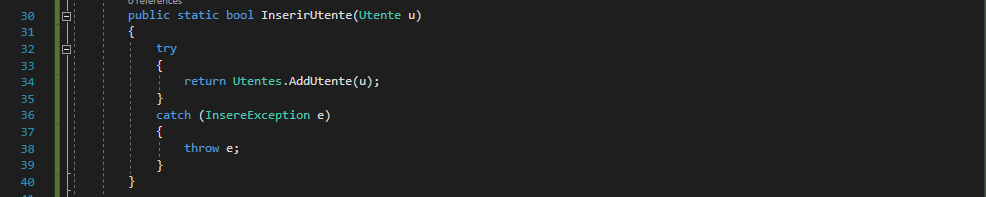 0 references
30 public static bool InserirUtente(Utente u)
31 {
32 try
33 {
34 return Utentes.AddUtente(u);
35 }
36 catch (InsereException e)
37 {
38 throw e;
39 }
40 }
41